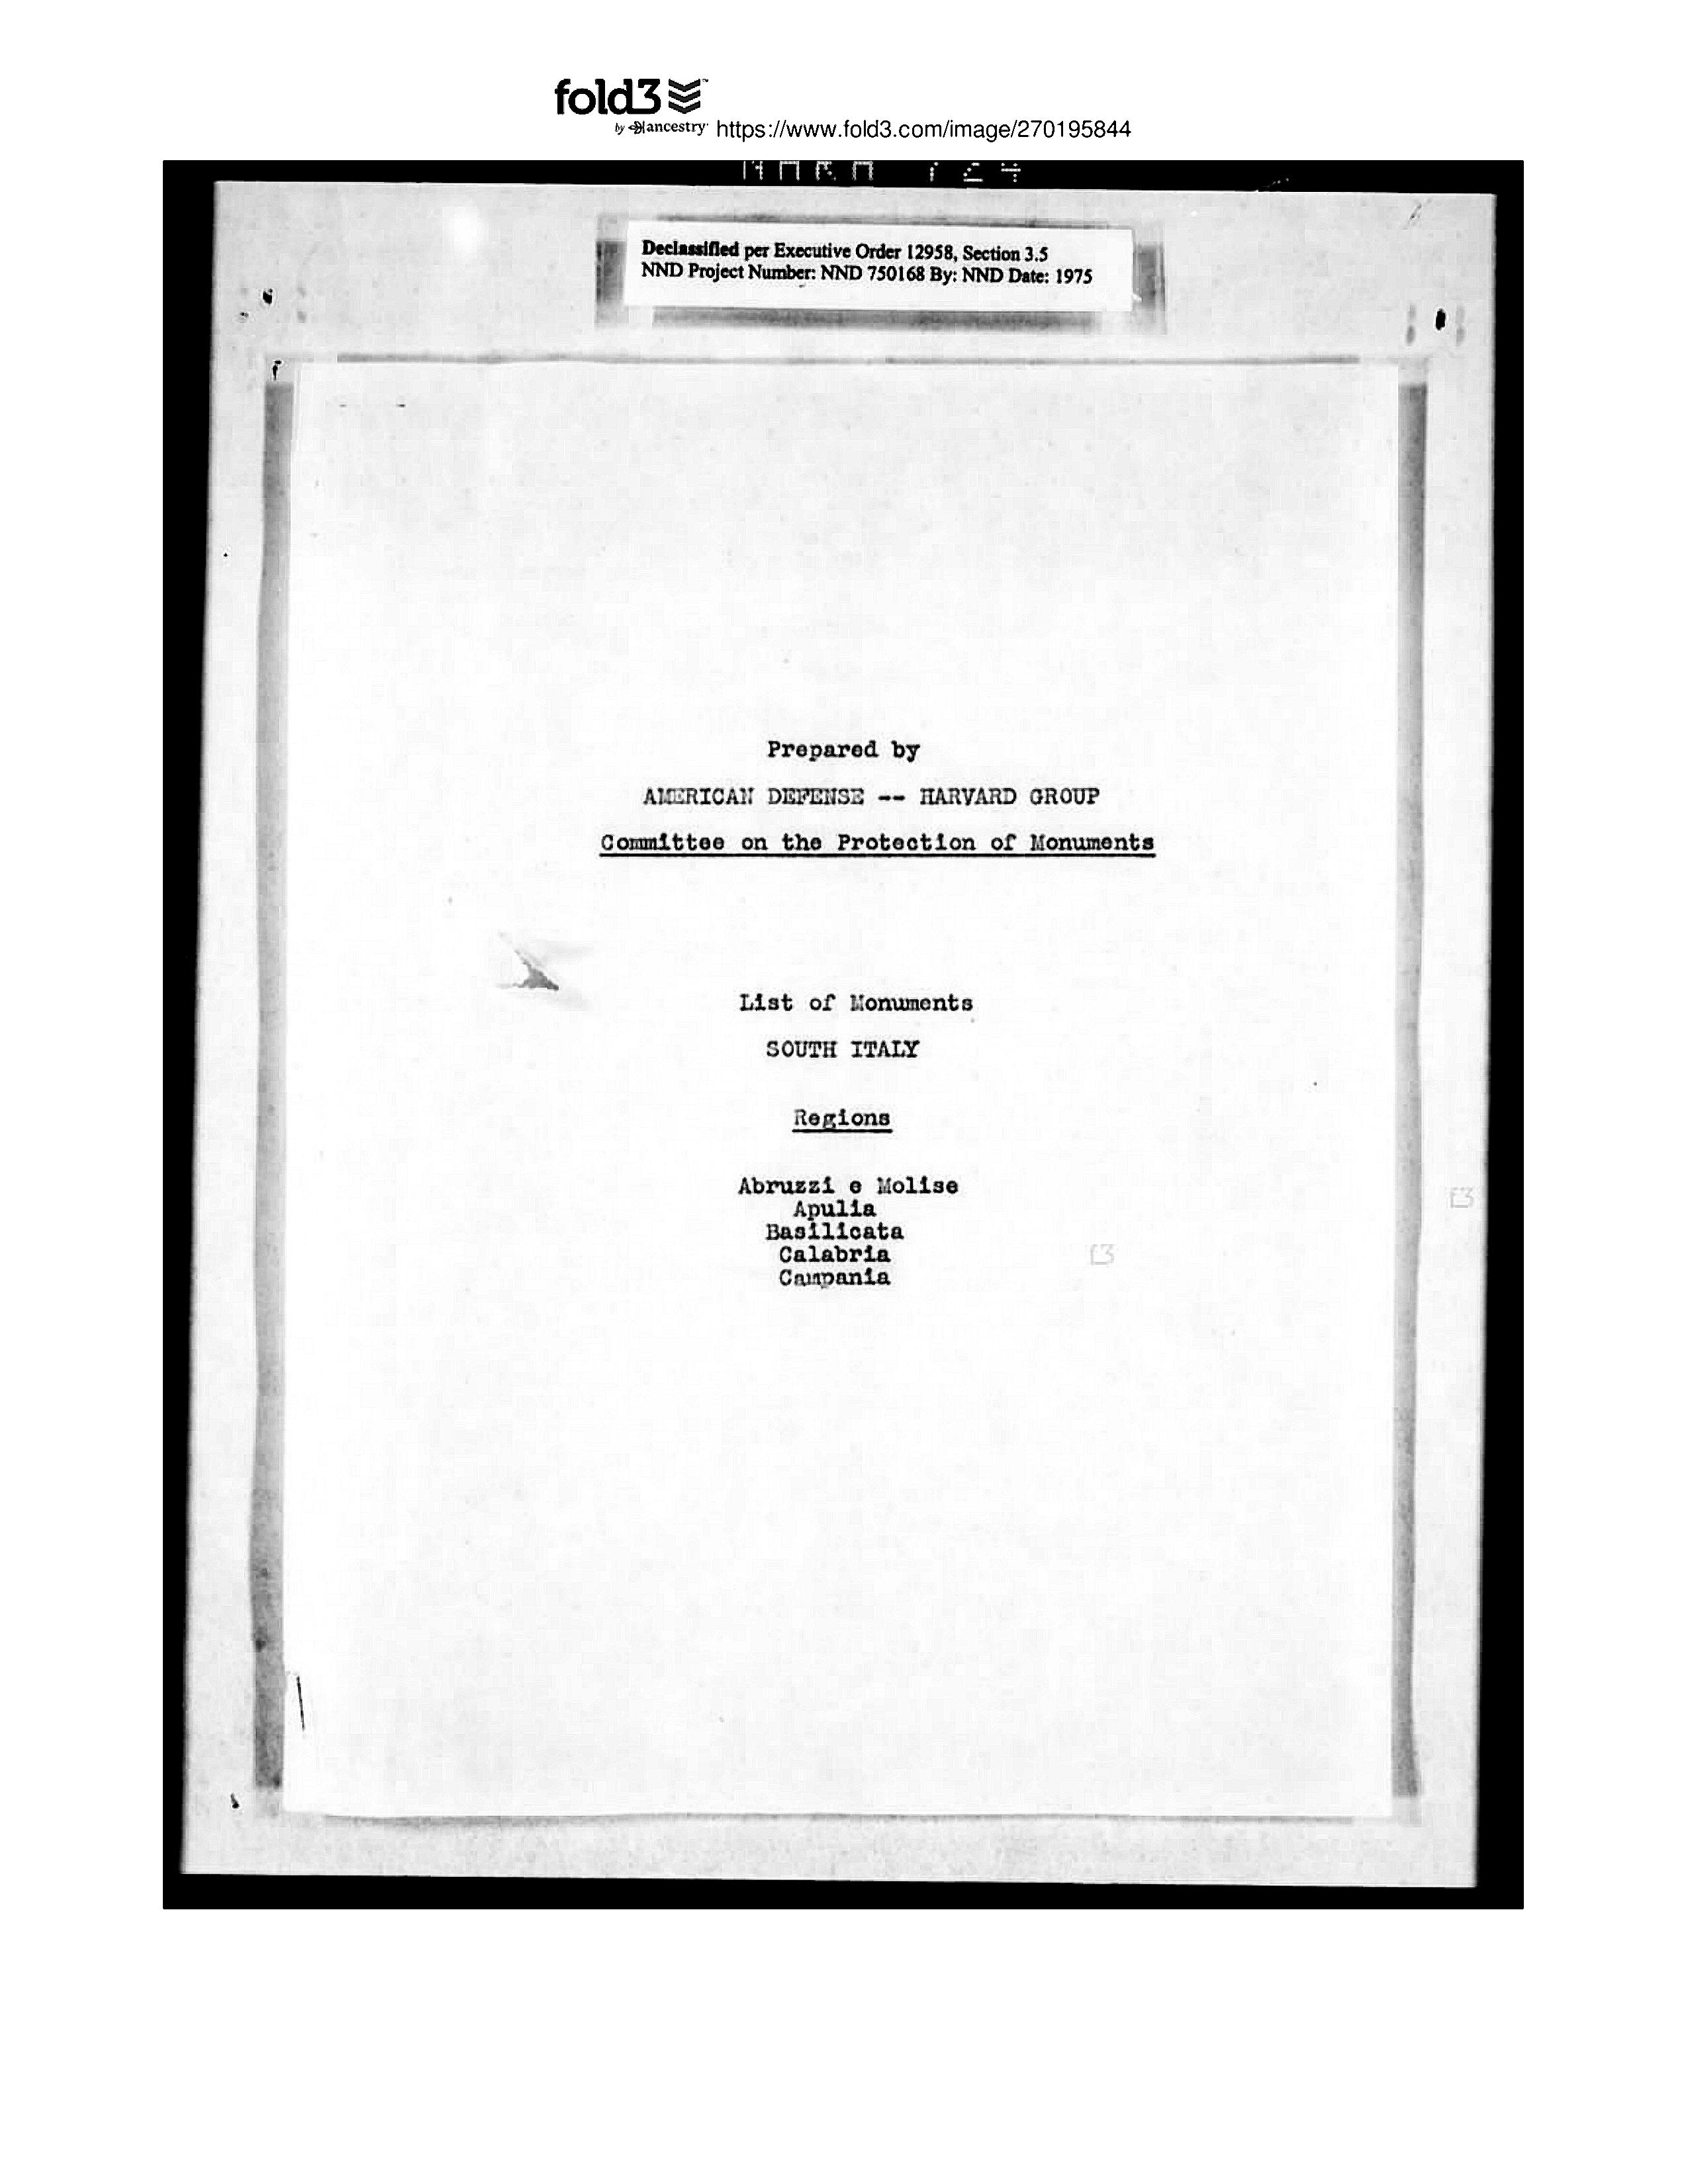 fold3
by ancestry
https://www.fold3.com/image/270195844
Declassified per Executive Order 12958, Section 3.5
NND Project Number: NND 750168 By: NND Date: 1975
Prepared by
AMERICAN DEFENSE -- HARVARD GROUP
Committee on the Protection of Monuments
List of Monuments
SOUTH ITALY
Regions
Abruzzi e Molise
Apulia
Basilicata
Calabria
Campania
f3
f3